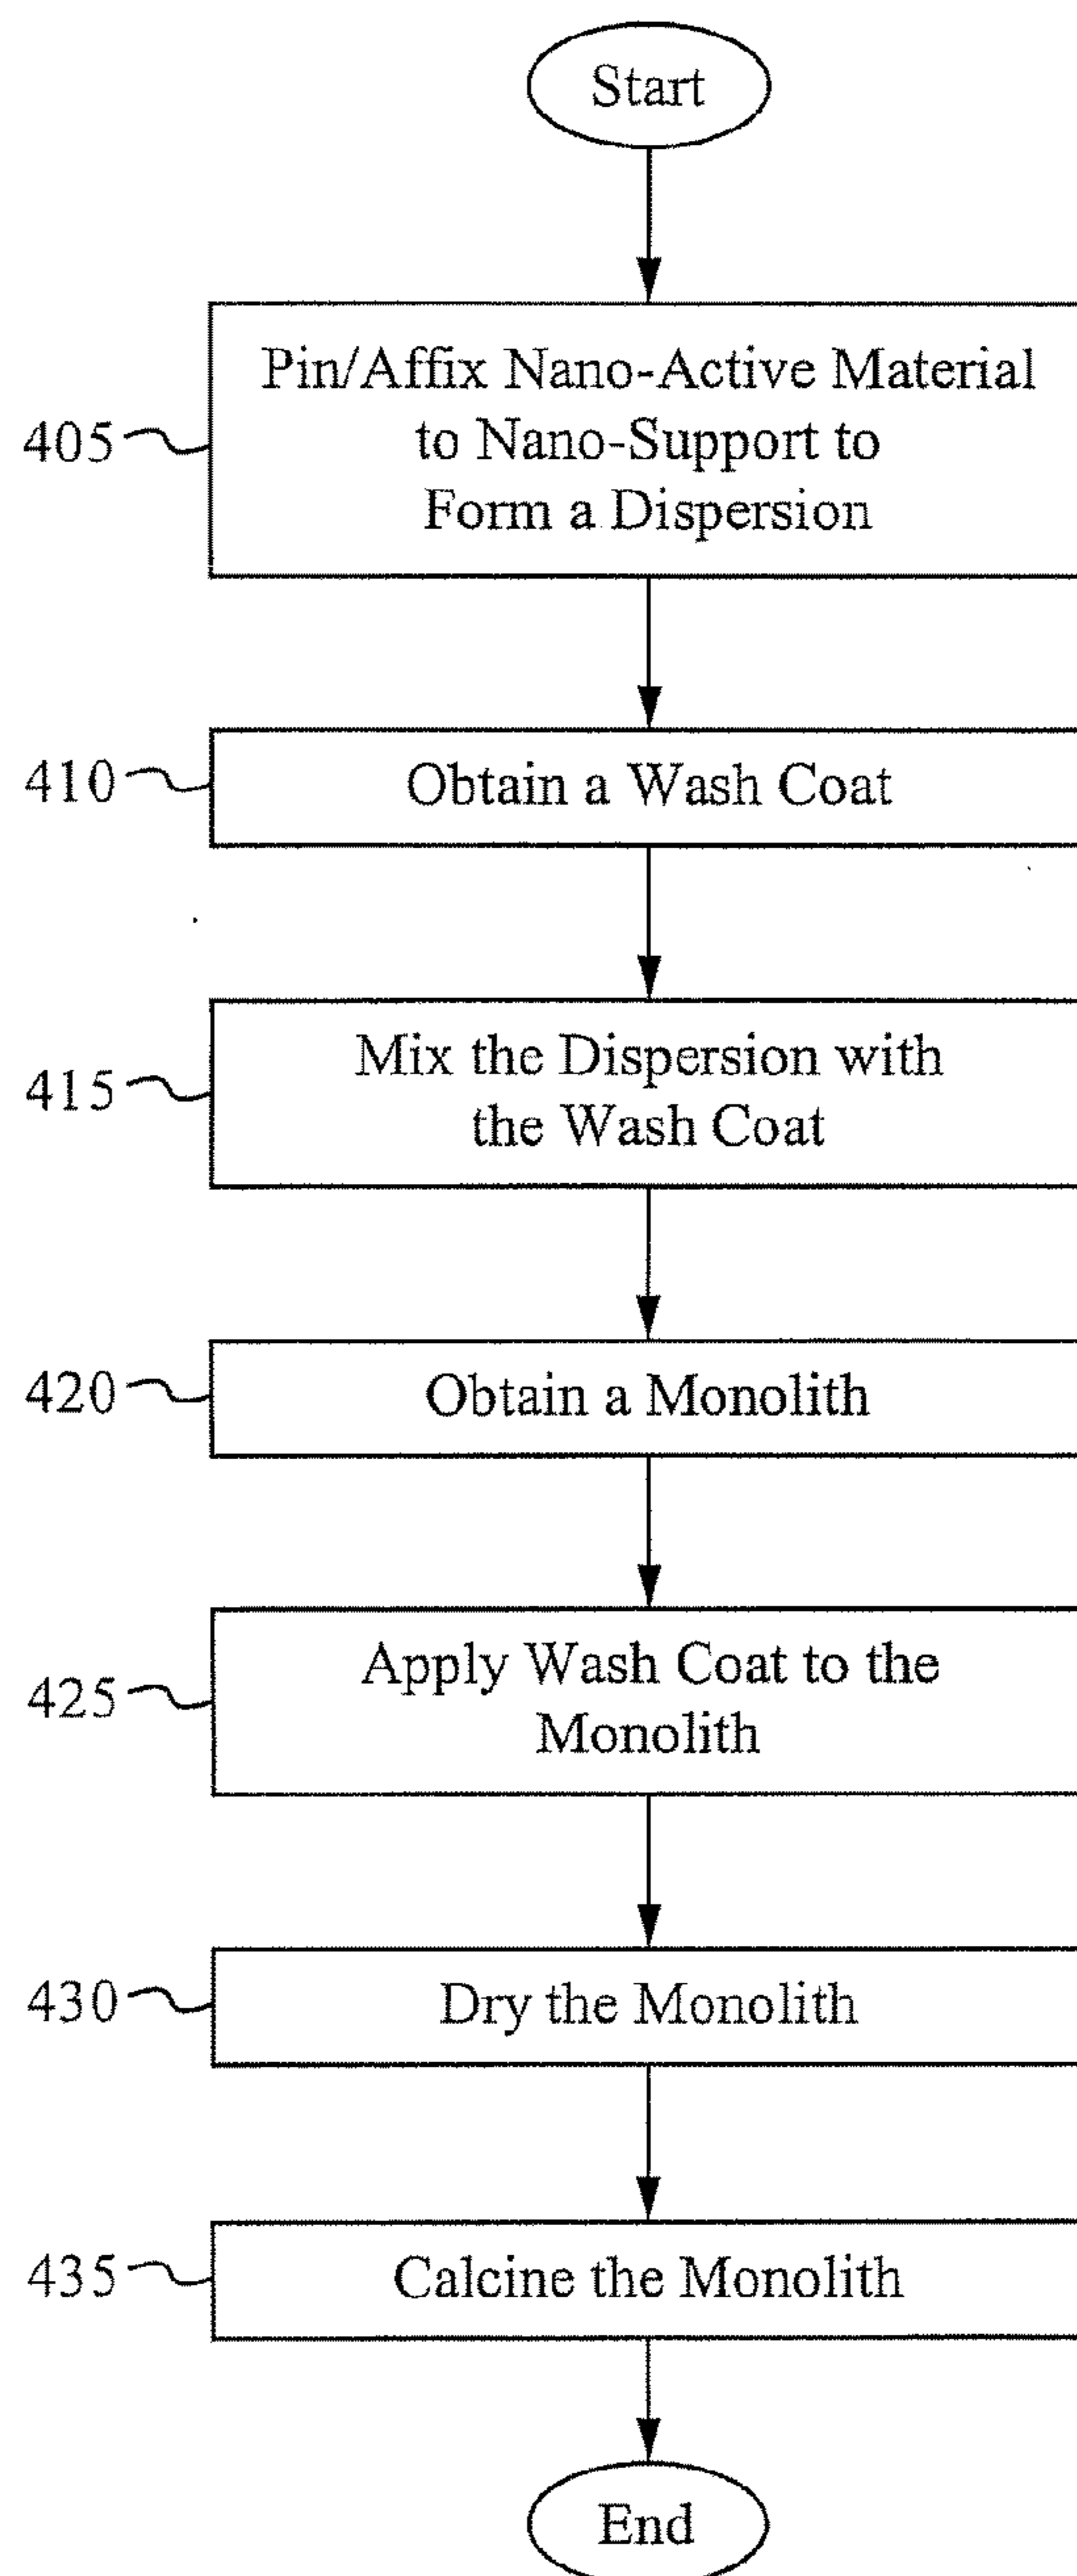 Start
Pin/Affix Nano-Active Material
405 to Nano-Support to
Form a Dispersion
410 Obtain a Wash Coat
Mix the Dispersion with
415
the Wash Coat
420 Obtain a Monolith
Apply Wash Coat to the
425
Monolith
430 Dry the Monolith
435 Calcine the Monolith
End